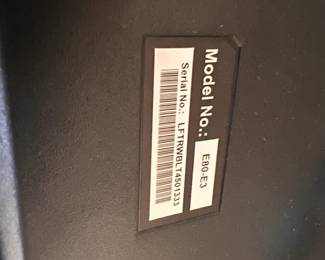 Model No.: E80-E3
Serial No.: LFTRWBLT4501333